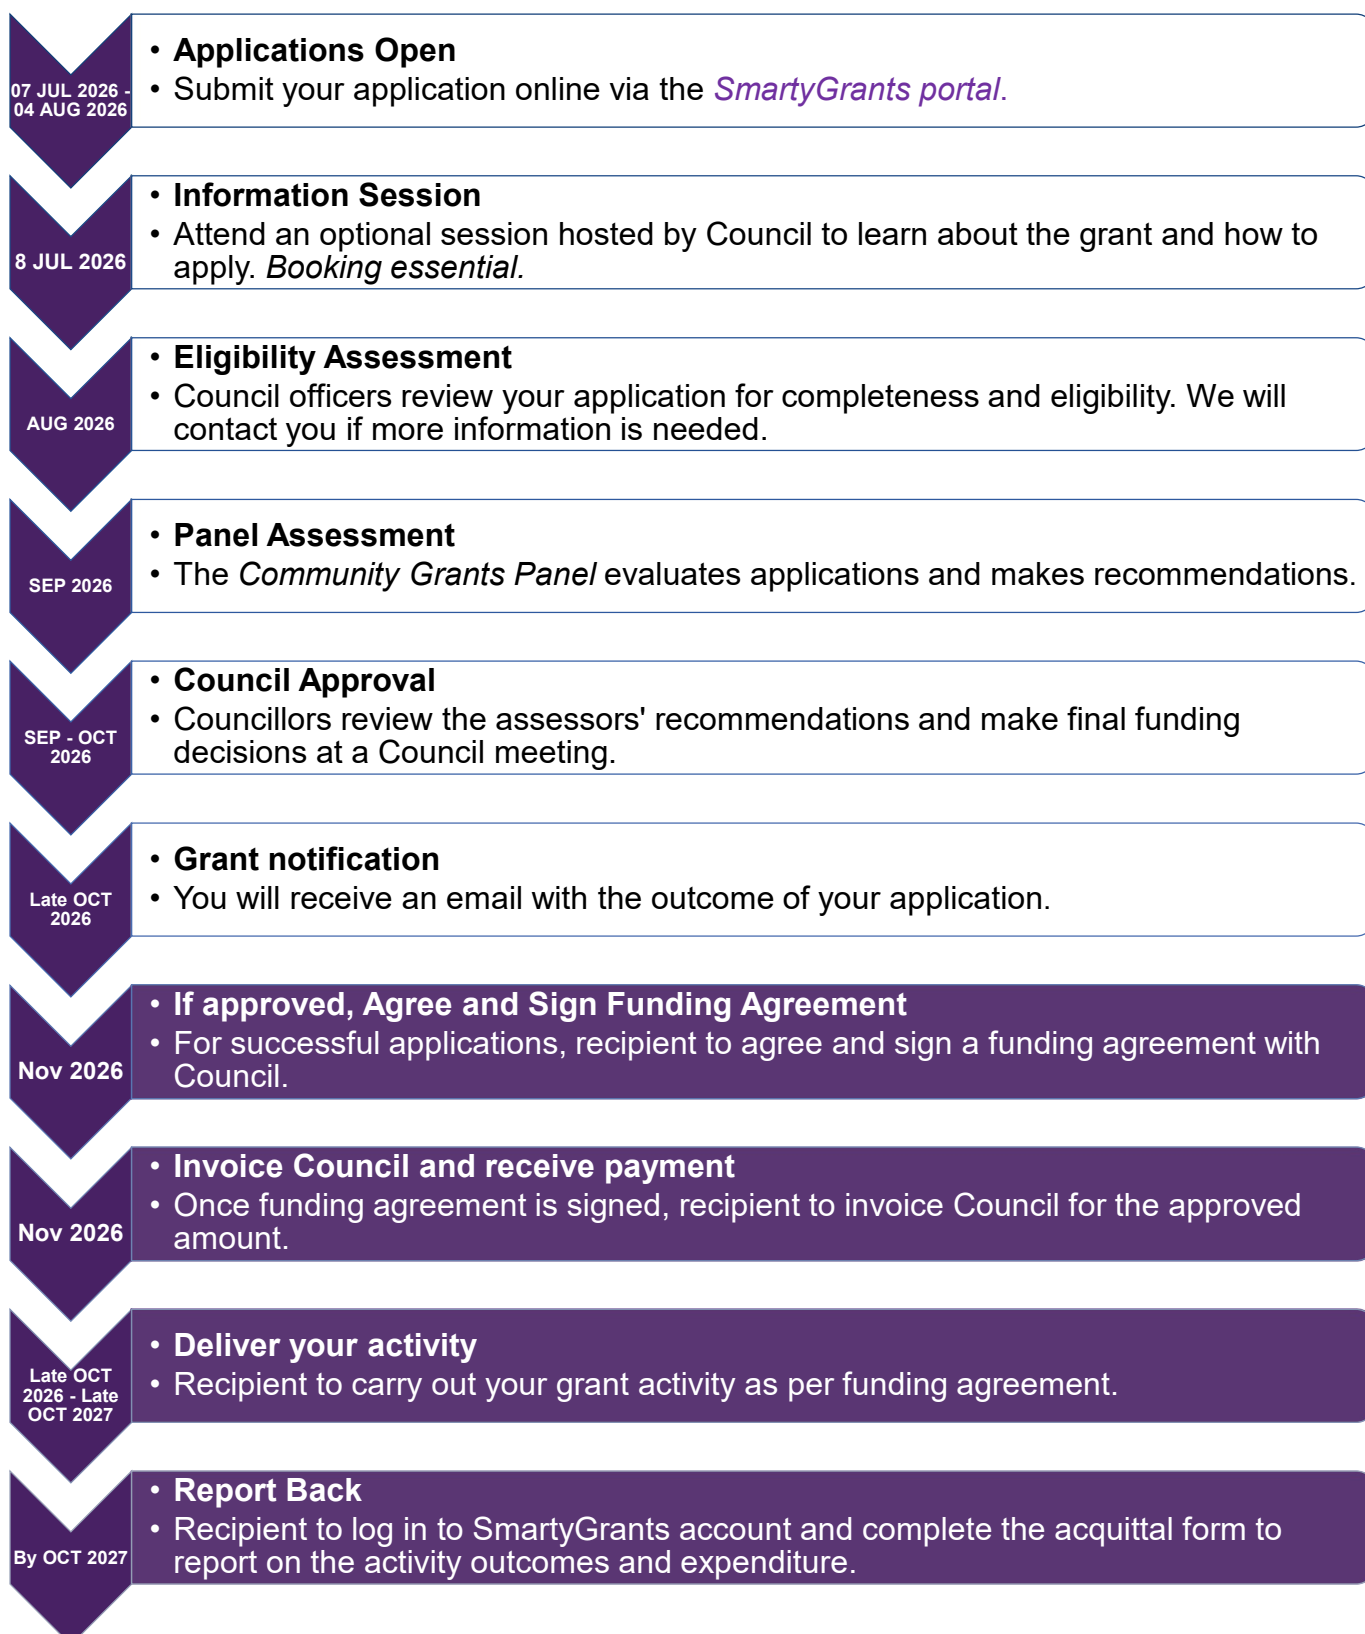 07 JUL 2026 -
04 AUG 2026
• Applications Open
• Submit your application online via the SmartyGrants portal.
8 JUL 2026
• Information Session
• Attend an optional session hosted by Council to learn about the grant and how to
apply. Booking essential.
AUG 2026
• Eligibility Assessment
• Council officers review your application for completeness and eligibility. We will
contact you if more information is needed.
SEP 2026
• Panel Assessment
• The Community Grants Panel evaluates applications and makes recommendations.
SEP - OCT
2026
• Council Approval
• Councillors review the assessors' recommendations and make final funding
decisions at a Council meeting.
Late OCT
2026
• Grant notification
• You will receive an email with the outcome of your application.
Nov 2026
• If approved, Agree and Sign Funding Agreement
• For successful applications, recipient to agree and sign a funding agreement with
Council.
Nov 2026
• Invoice Council and receive payment
• Once funding agreement is signed, recipient to invoice Council for the approved
amount.
Late OCT
2026 - Late
OCT 2027
• Deliver your activity
• Recipient to carry out your grant activity as per funding agreement.
By OCT 2027
• Report Back
• Recipient to log in to SmartyGrants account and complete the acquittal form to
report on the activity outcomes and expenditure.